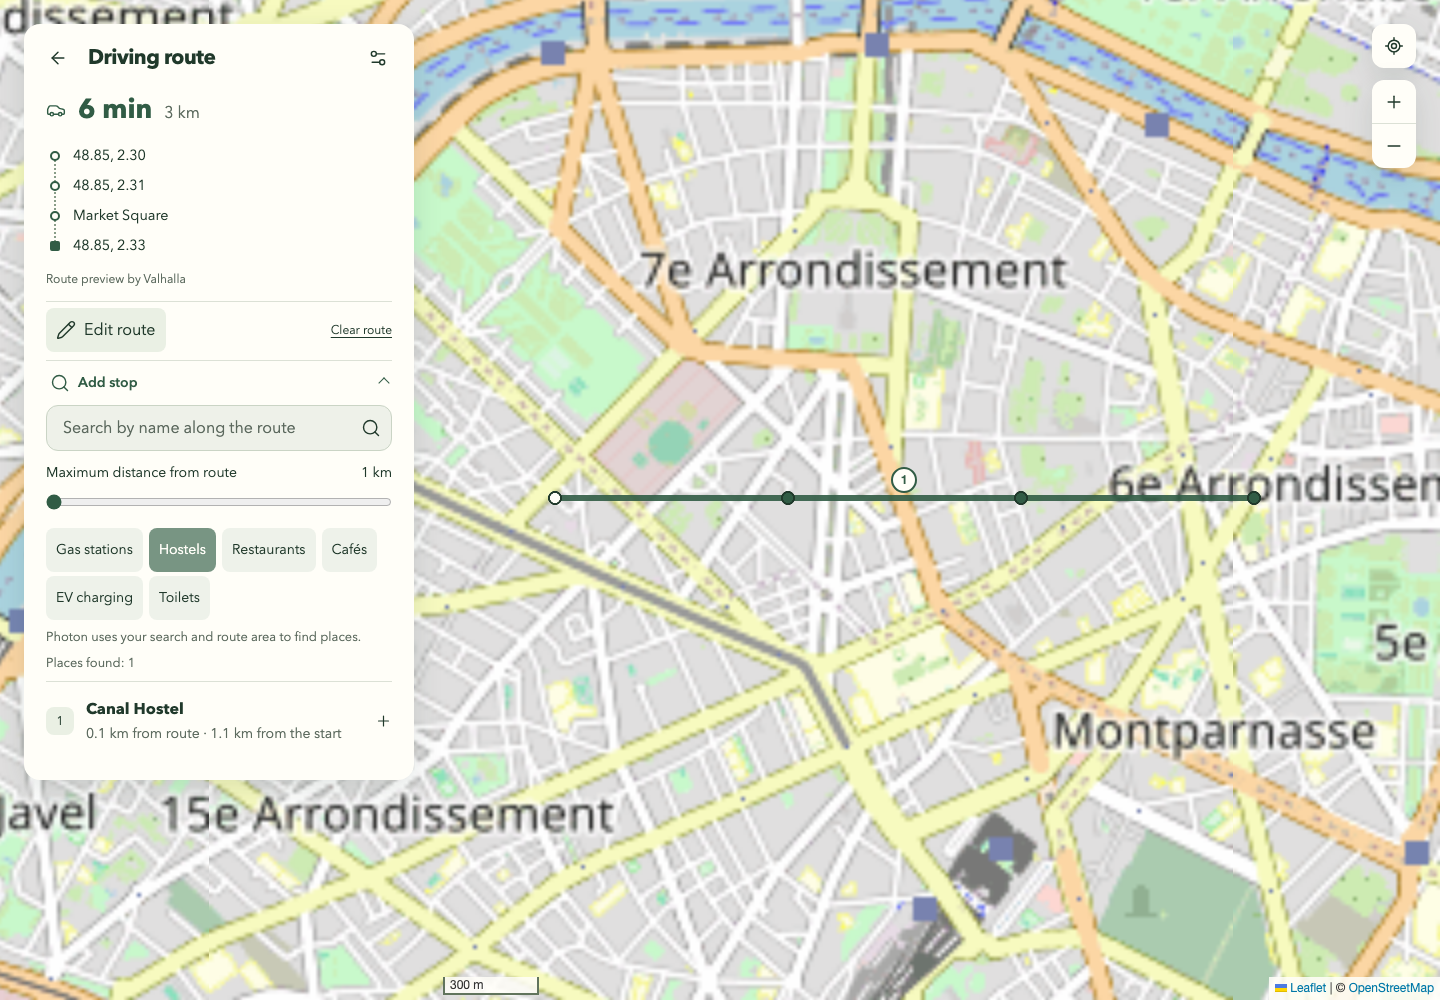 Driving route
6 min 3 km
48.85, 2.30
48.85, 2.31
Market Square
48.85, 2.33
Route preview by Valhalla
Edit route
Clear route
Add stop
Search by name along the route
Maximum distance from route 1 km
Gas stations Hostels Restaurants Cafés
EV charging Toilets
Photon uses your search and route area to find places.
Places found: 1
1
Canal Hostel
0.1 km from route · 1.1 km from the start
dissement
7e Arrondissement
1
6e Arrondissem
5e
Montparnasse
Javel
15e Arrondissement
300 m
Leaflet | © OpenStreetMap